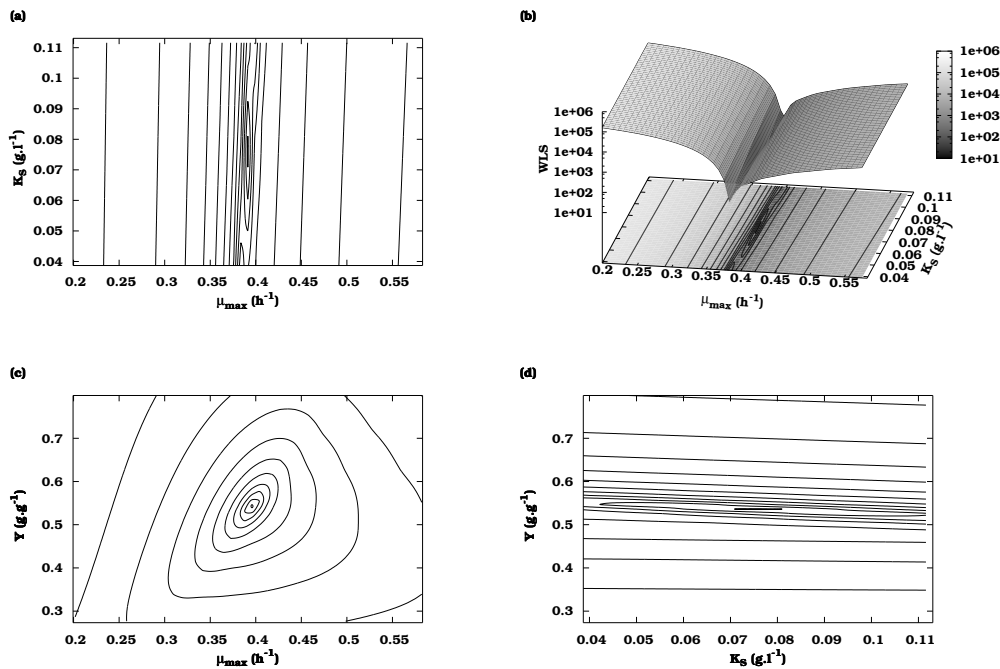 (a)
0.11
0.1
0.09
0.08
0.07
0.06
0.05
0.04
K_S (g.l⁻¹)
0.2 0.25 0.3 0.35 0.4 0.45 0.5 0.55
μ_max (h⁻¹)
(b)
1e+06
1e+05
1e+04
1e+03
1e+02
1e+01
WLS
1e+06
1e+05
1e+04
1e+03
1e+02
1e+01
0.2 0.25 0.3 0.35 0.4 0.45 0.5 0.55
μ_max (h⁻¹)
0.11
0.1
0.09
0.08
0.07
0.06
0.05
0.04
K_S (g.l⁻¹)
(c)
0.7
0.6
0.5
0.4
0.3
Y (g.g⁻¹)
0.2 0.25 0.3 0.35 0.4 0.45 0.5 0.55
μ_max (h⁻¹)
(d)
0.7
0.6
0.5
0.4
0.3
Y (g.g⁻¹)
0.04 0.05 0.06 0.07 0.08 0.09 0.1 0.11
K_S (g.l⁻¹)